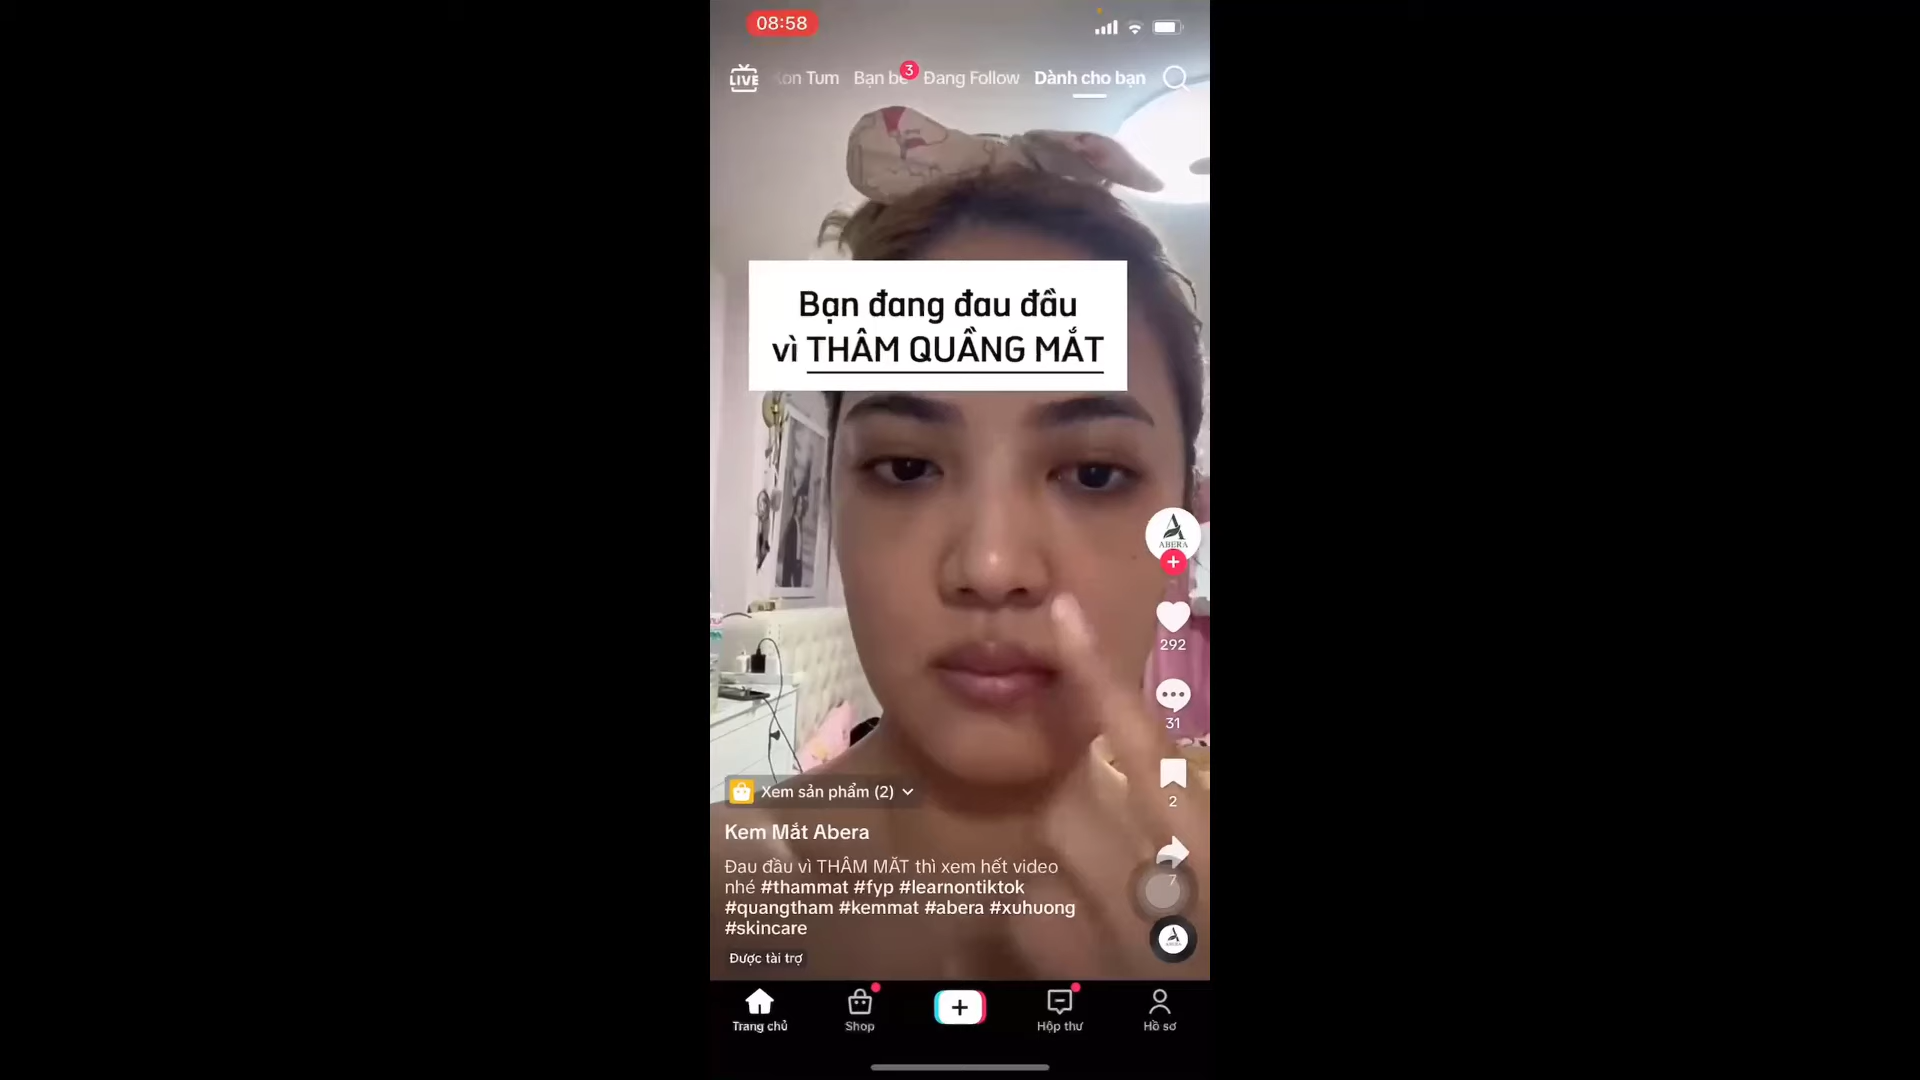 08:58
LIVE
Kon Tum Bạn bè 3 Đang Follow Dành cho bạn
Bạn đang đau đầu
vì THÂM QUẦNG MẮT
ABERA
292
31
2
7
Xem sản phẩm (2)
Kem Mắt Abera
Đau đầu vì THÂM MẮT thì xem hết video
nhé #thammat #fyp #learnontiktok
#quangtham #kemmat #abera #xuhuong
#skincare
Được tài trợ
Trang chủ Shop Hộp thư Hồ sơ